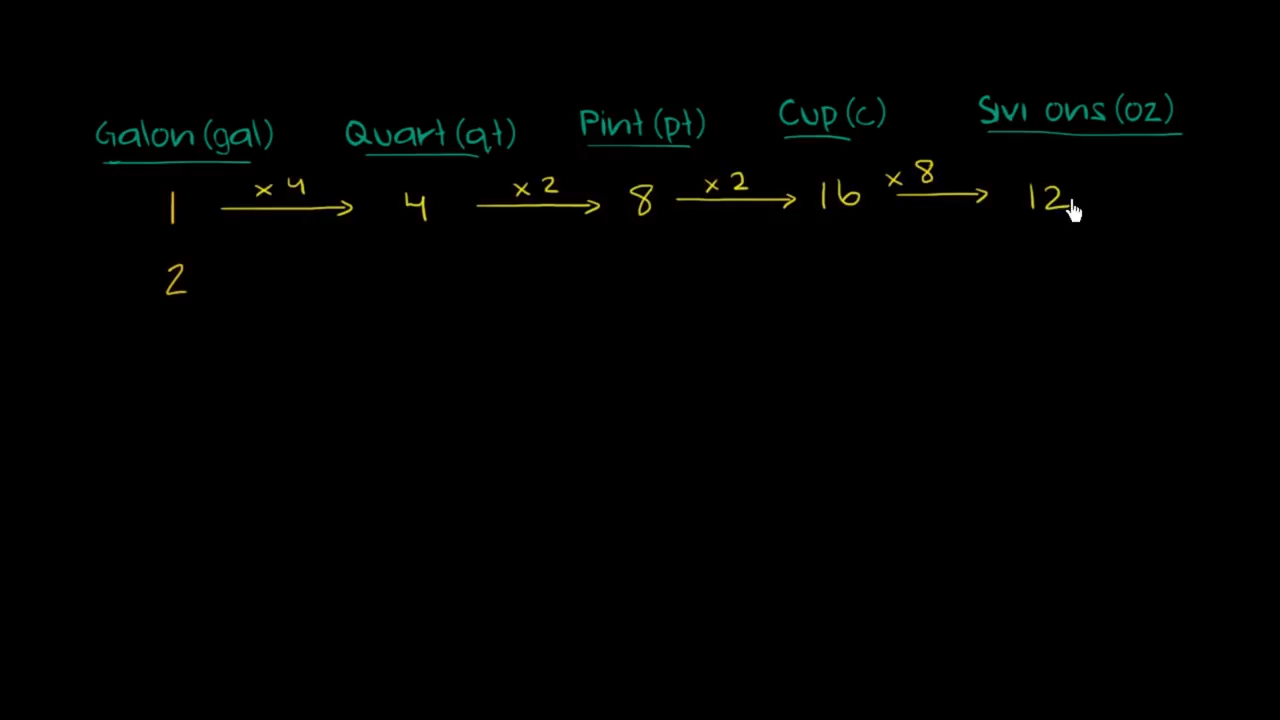 Galon(gal) Quart(qt) Pint(pt) Cup(c) Sıvı ons(oz)
1 x 4 4 x 2 8 x 2 16 x 8 12
2